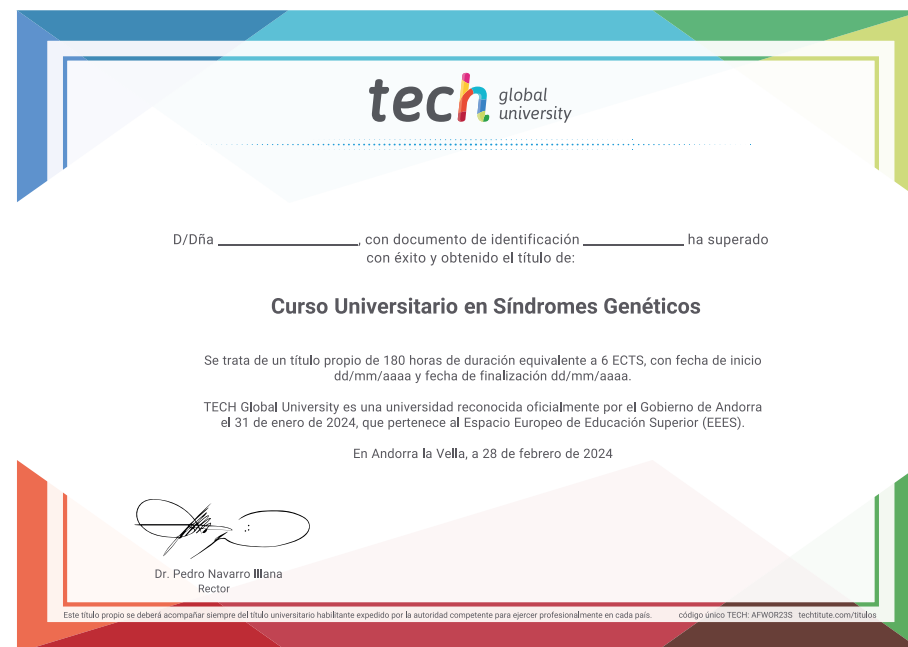 tech global university
D/Dña ____________________, con documento de identificación ______________ ha superado
con éxito y obtenido el título de:
Curso Universitario en Síndromes Genéticos
Se trata de un título propio de 180 horas de duración equivalente a 6 ECTS, con fecha de inicio
dd/mm/aaaa y fecha de finalización dd/mm/aaaa.
TECH Global University es una universidad reconocida oficialmente por el Gobierno de Andorra
el 31 de enero de 2024, que pertenece al Espacio Europeo de Educación Superior (EEES).
En Andorra la Vella, a 28 de febrero de 2024
Dr. Pedro Navarro Illana
Rector
Este título propio se deberá acompañar siempre del título universitario habilitante expedido por la autoridad competente para ejercer profesionalmente en cada país. código único TECH: AFWOR23S techtitute.com/titulos